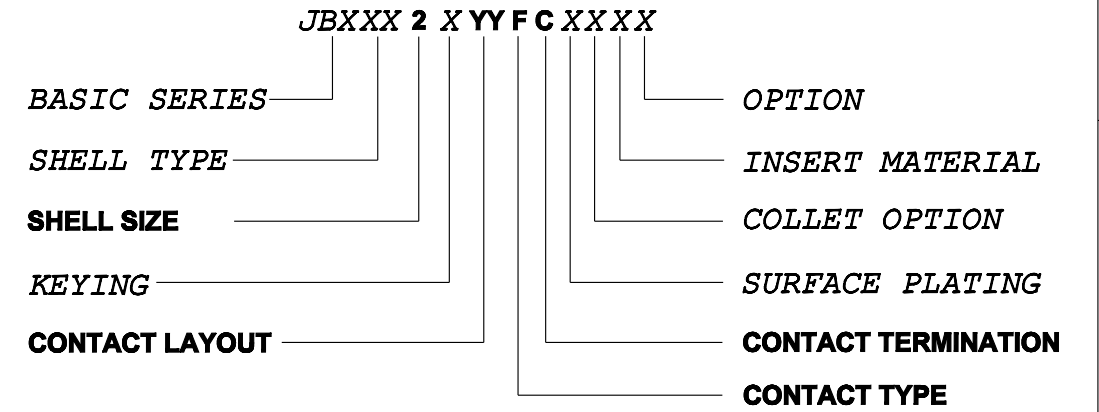 JBXXX 2 X YY F C XXXX
BASIC SERIES
OPTION
SHELL TYPE
INSERT MATERIAL
SHELL SIZE
COLLET OPTION
KEYING
SURFACE PLATING
CONTACT LAYOUT
CONTACT TERMINATION
CONTACT TYPE